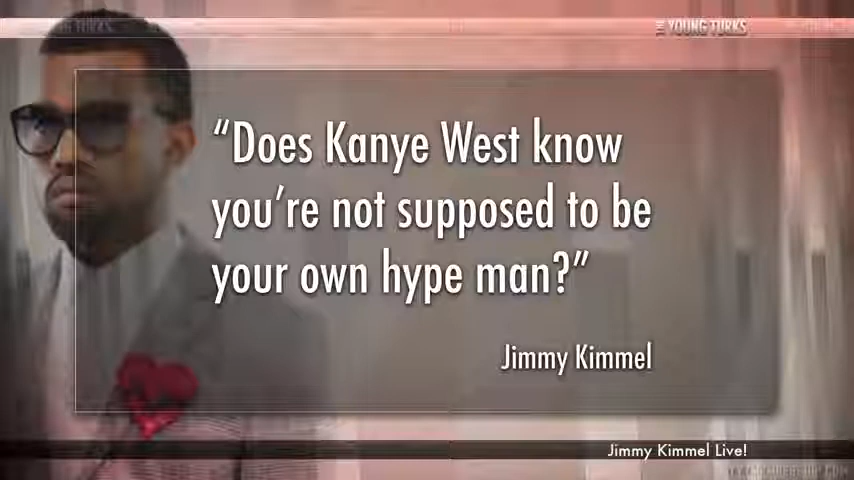 THE YOUNG TURKS
“Does Kanye West know
you’re not supposed to be
your own hype man?”
Jimmy Kimmel
Jimmy Kimmel Live!